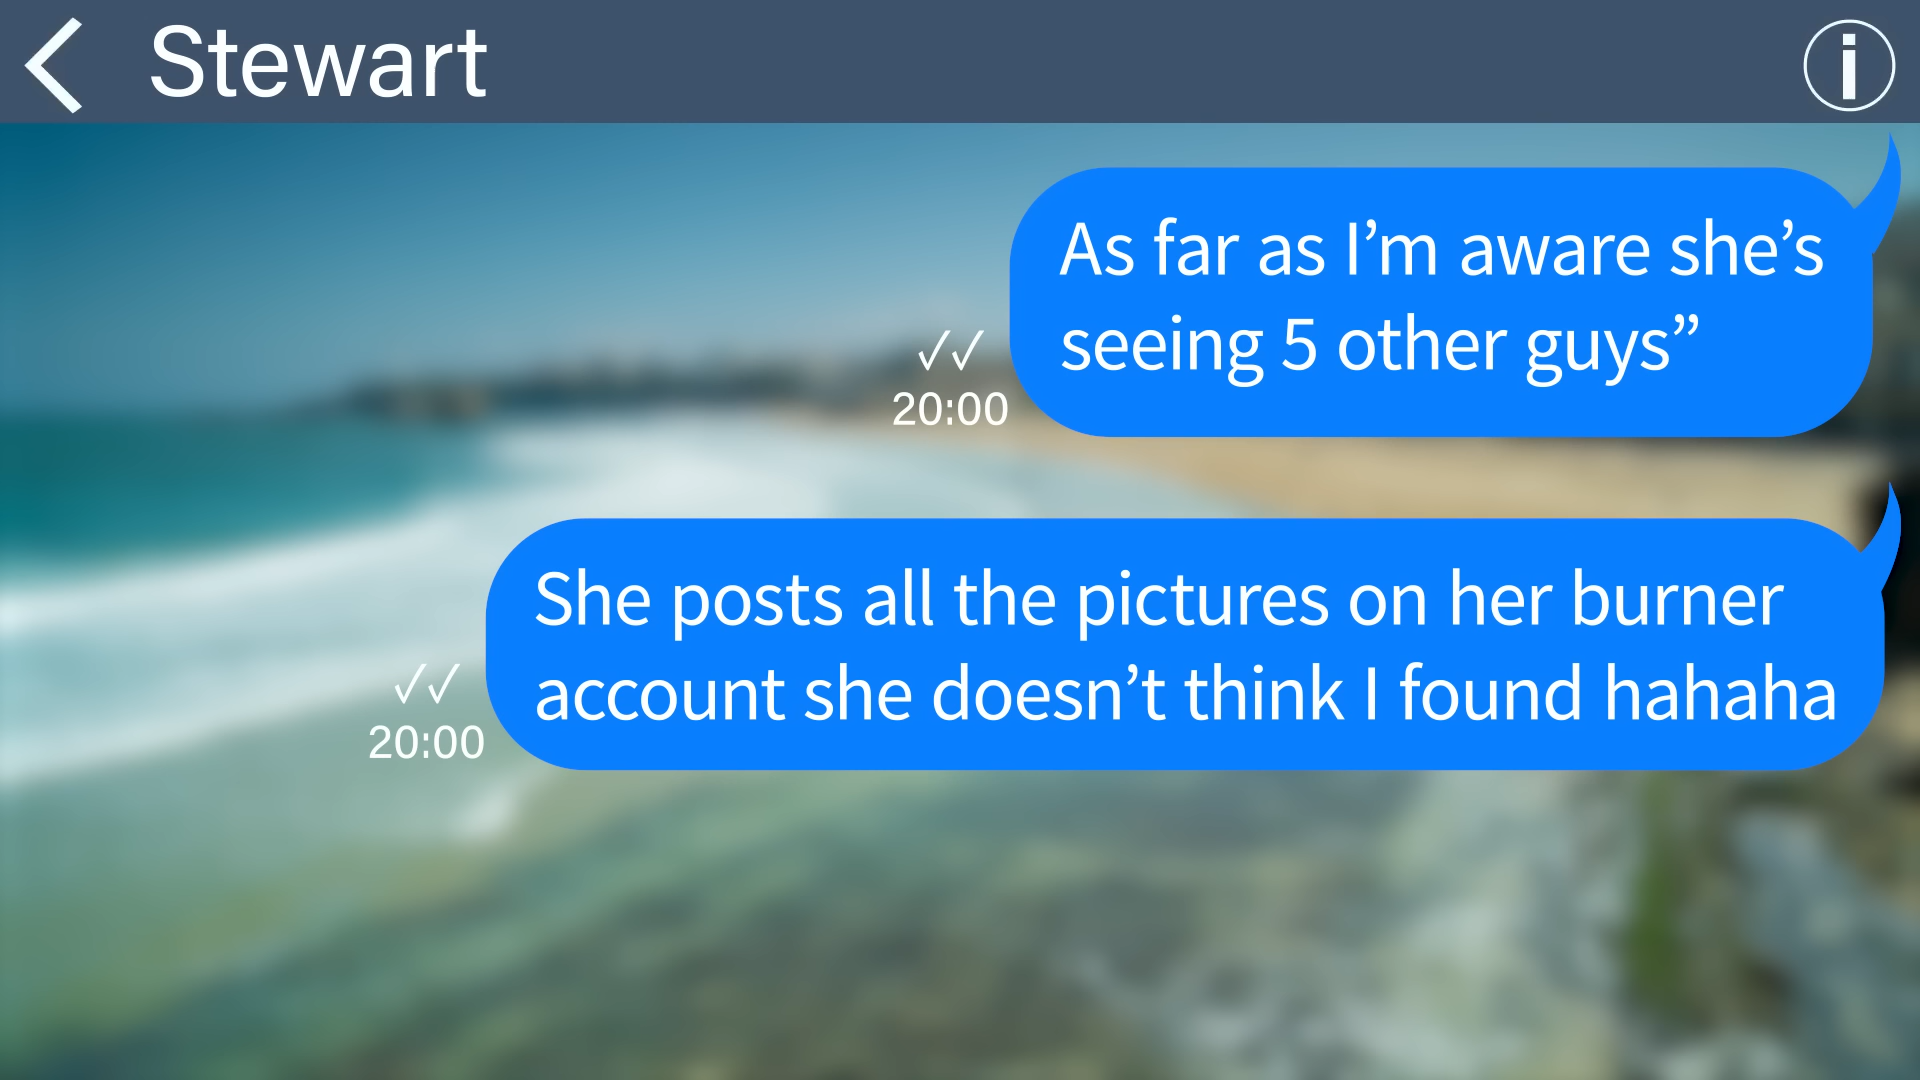 Stewart
As far as I’m aware she’s
seeing 5 other guys”
✓✓
20:00
She posts all the pictures on her burner
account she doesn’t think I found hahaha
✓✓
20:00